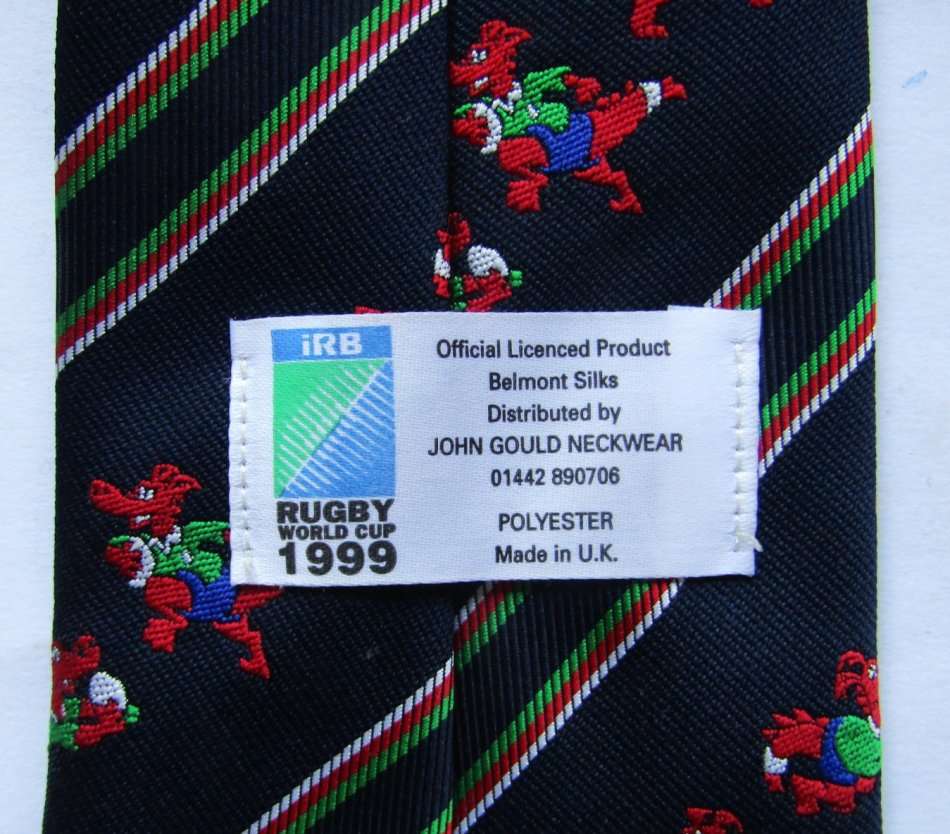 iRB
RUGBY
WORLD CUP
1999
Official Licenced Product
Belmont Silks
Distributed by
JOHN GOULD NECKWEAR
01442 890706
POLYESTER
Made in U.K.